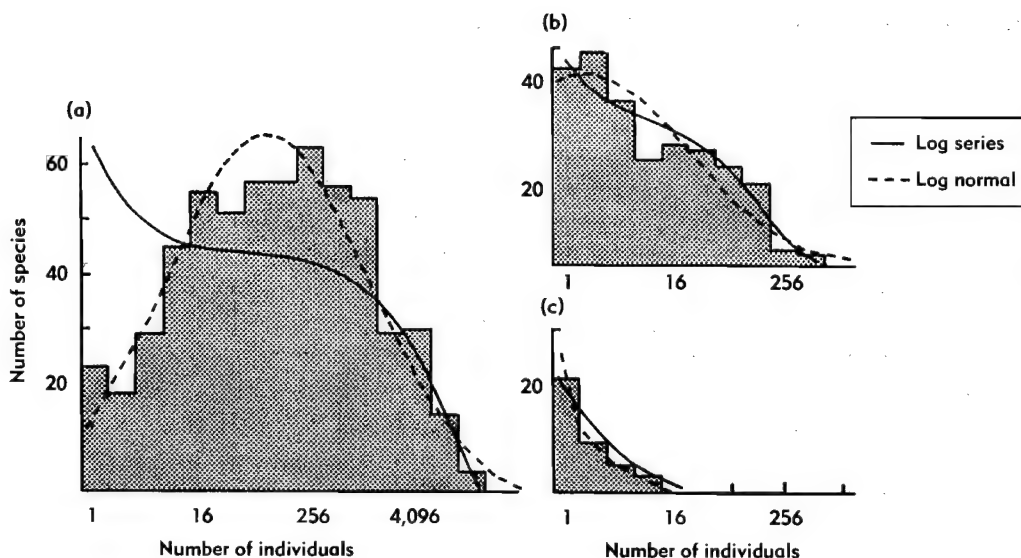 (a)
Number of species
60
40
20
1 16 256 4,096
Number of individuals
(b)
40
20
1 16 256
(c)
20
1 16 256
Number of individuals
Log series
Log normal